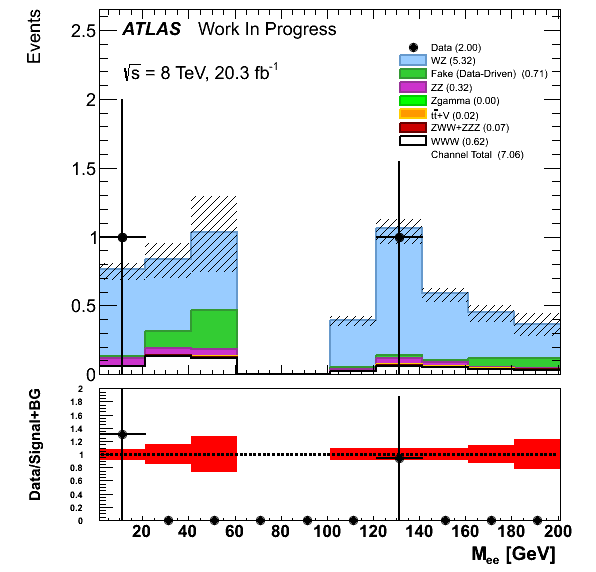 Events
ATLAS Work In Progress
√s = 8 TeV, 20.3 fb⁻¹
Data (2.00)
WZ (5.32)
Fake (Data-Driven) (0.71)
ZZ (0.32)
Zgamma (0.00)
tt̄+V (0.02)
ZWW+ZZZ (0.07)
WWW (0.62)
Channel Total (7.06)
2.5
2
1.5
1
0.5
0
Data/Signal+BG
2
1.8
1.6
1.4
1.2
1
0.8
0.6
0.4
0.2
0
20 40 60 80 100 120 140 160 180 200
Mee [GeV]